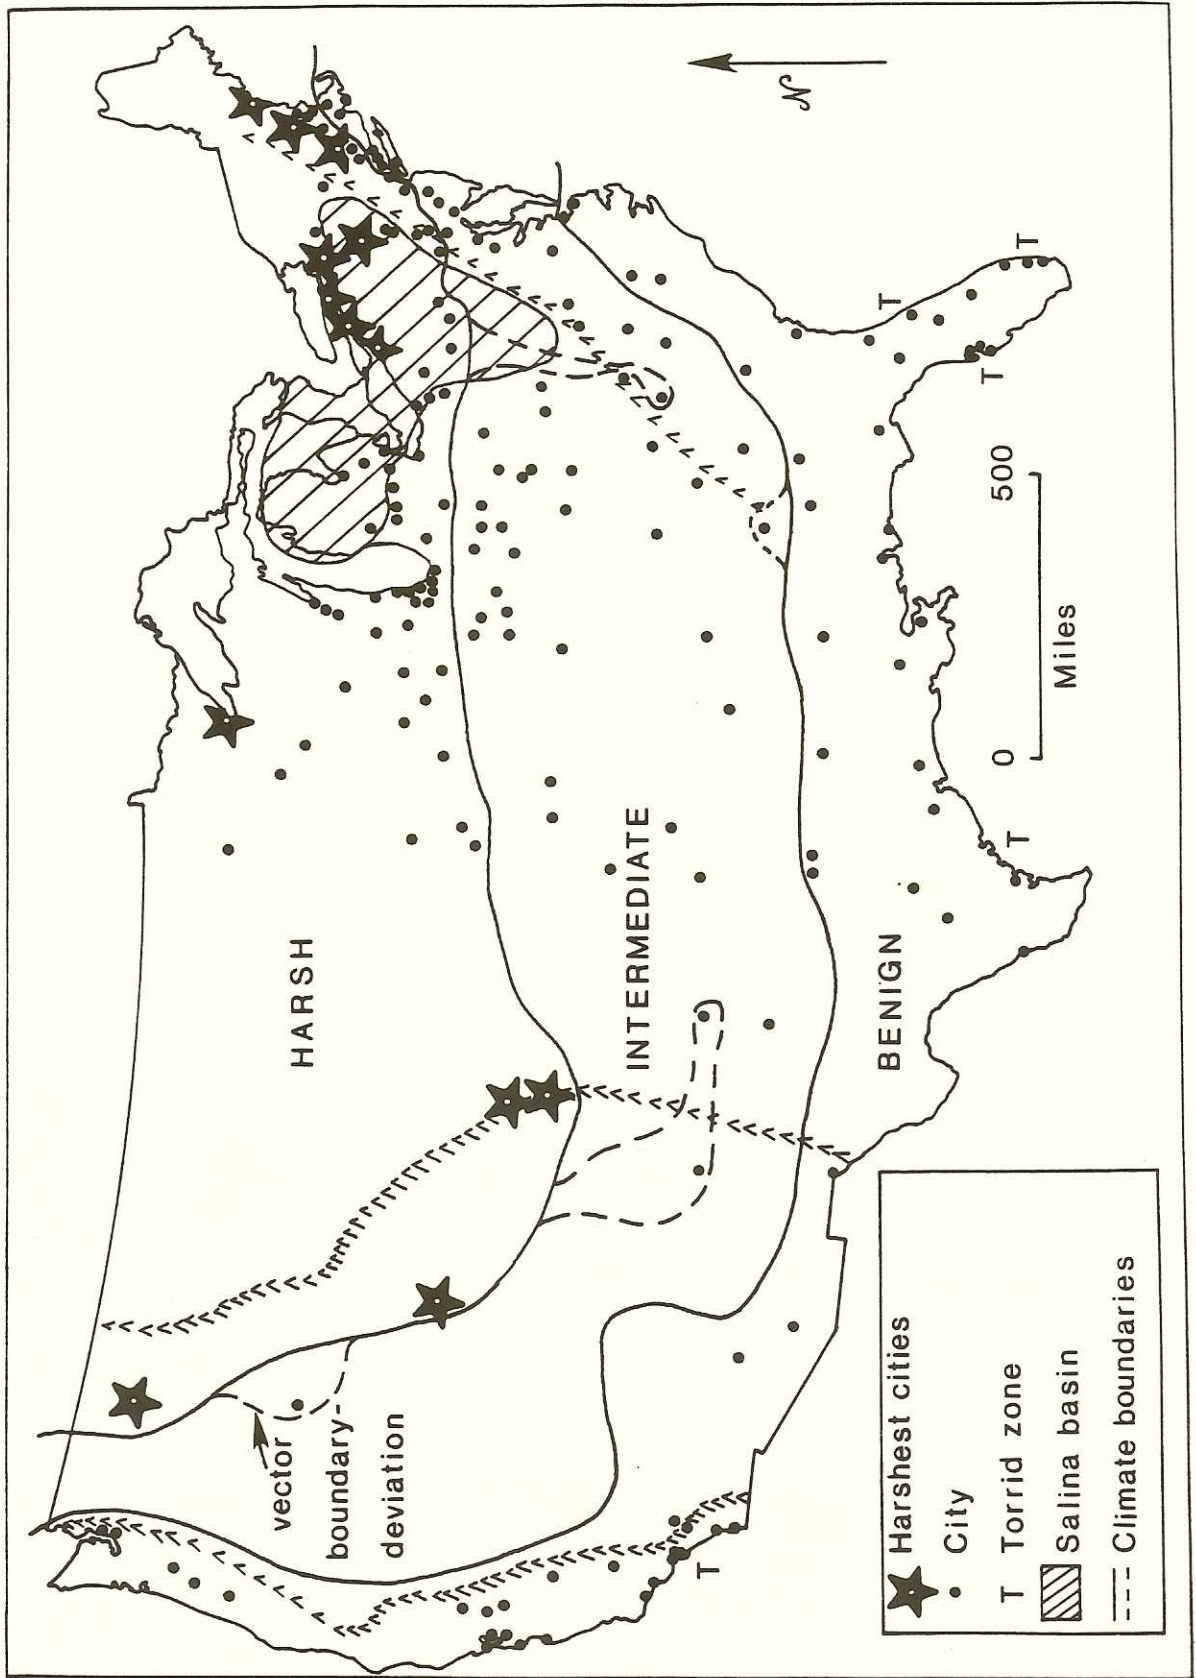 HARSH
INTERMEDIATE
BENIGN
vector
boundary-
deviation
N
T
T
T
T
T
0 500
Miles
Harshest cities
City
T Torrid zone
Salina basin
Climate boundaries